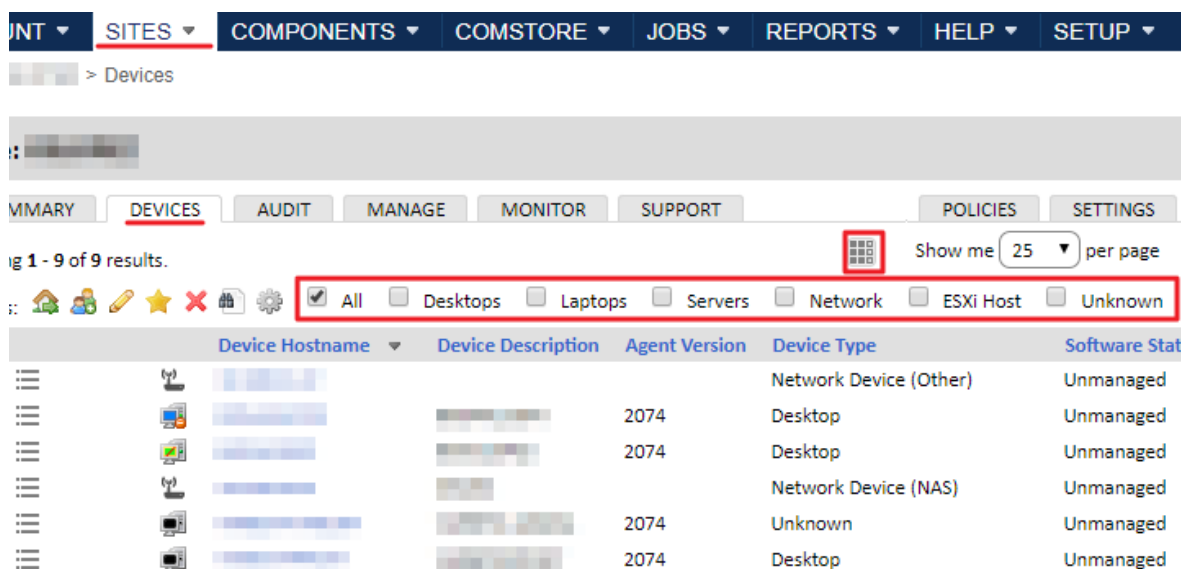 UNT SITES COMPONENTS COMSTORE JOBS REPORTS HELP SETUP
> Devices
:
MMARY DEVICES AUDIT MANAGE MONITOR SUPPORT POLICIES SETTINGS
Show me 25 per page
g 1 - 9 of 9 results.
s: All Desktops Laptops Servers Network ESXi Host Unknown
Device Hostname Device Description Agent Version Device Type Software Stat
Network Device (Other) Unmanaged
2074 Desktop Unmanaged
2074 Desktop Unmanaged
Network Device (NAS) Unmanaged
2074 Unknown Unmanaged
2074 Desktop Unmanaged